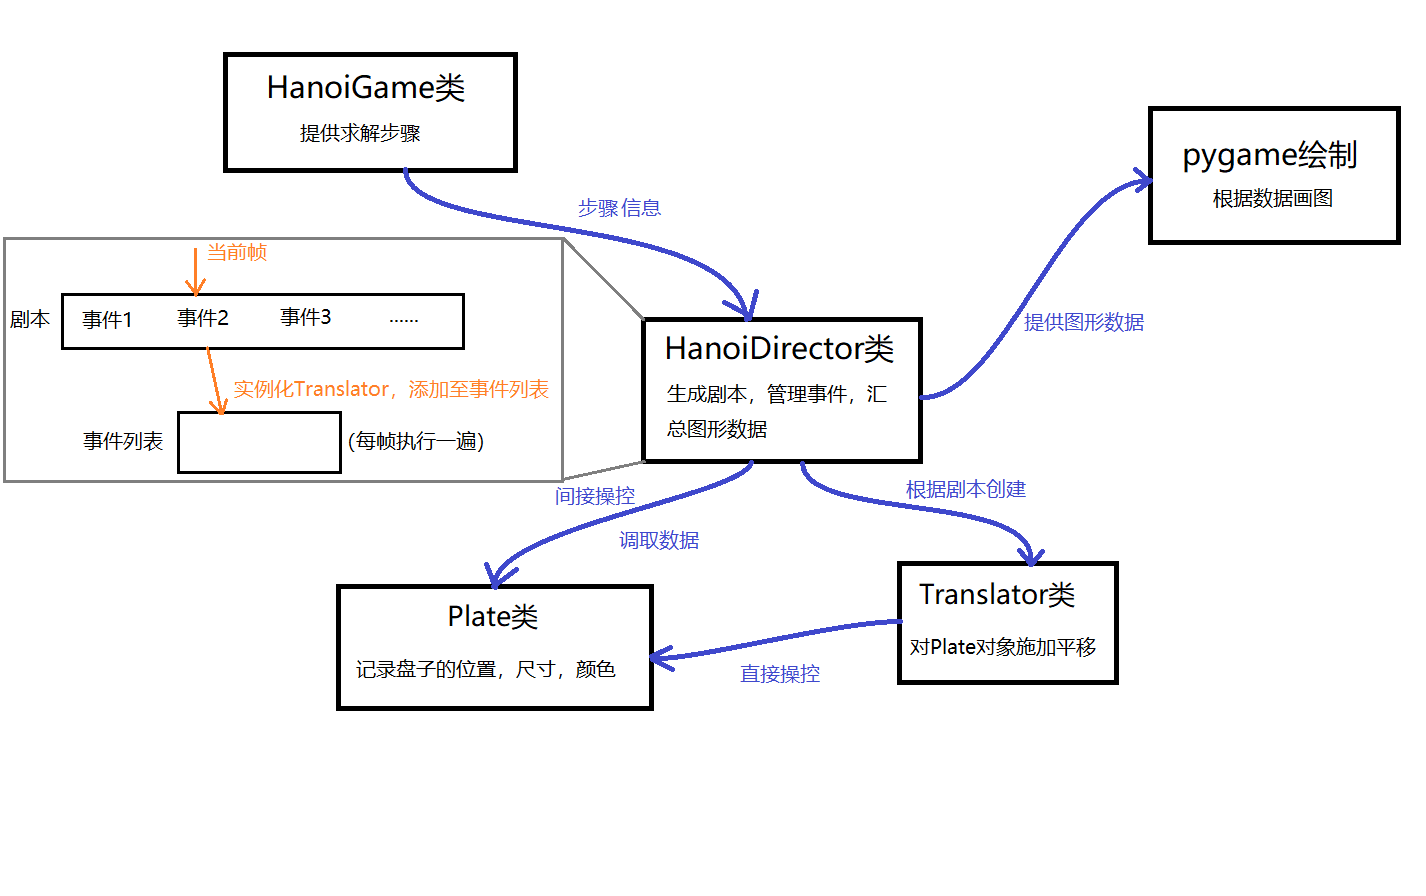 HanoiGame类
提供求解步骤
pygame绘制
根据数据画图
步骤信息
当前帧
剧本
事件1
事件2
事件3
......
提供图形数据
HanoiDirector类
生成剧本，管理事件，汇
总图形数据
实例化Translator，添加至事件列表
事件列表
(每帧执行一遍)
间接操控
调取数据
根据剧本创建
Plate类
记录盘子的位置，尺寸，颜色
Translator类
对Plate对象施加平移
直接操控